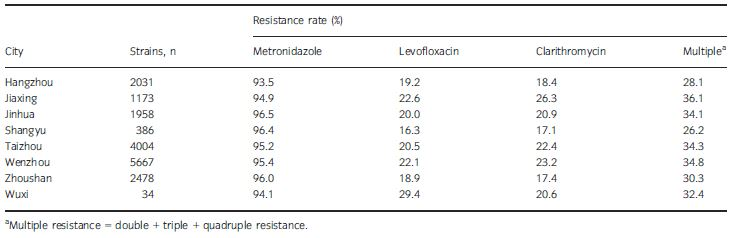 Resistance rate (%)
City Strains, n Metronidazole Levofloxacin Clarithromycin Multipleᵃ
Hangzhou 2031 93.5 19.2 18.4 28.1
Jiaxing 1173 94.9 22.6 26.3 36.1
Jinhua 1958 96.5 20.0 20.9 34.1
Shangyu 386 96.4 16.3 17.1 26.2
Taizhou 4004 95.2 20.5 22.4 34.3
Wenzhou 5667 95.4 22.1 23.2 34.8
Zhoushan 2478 96.0 18.9 17.4 30.3
Wuxi 34 94.1 29.4 20.6 32.4
ᵃMultiple resistance = double + triple + quadruple resistance.